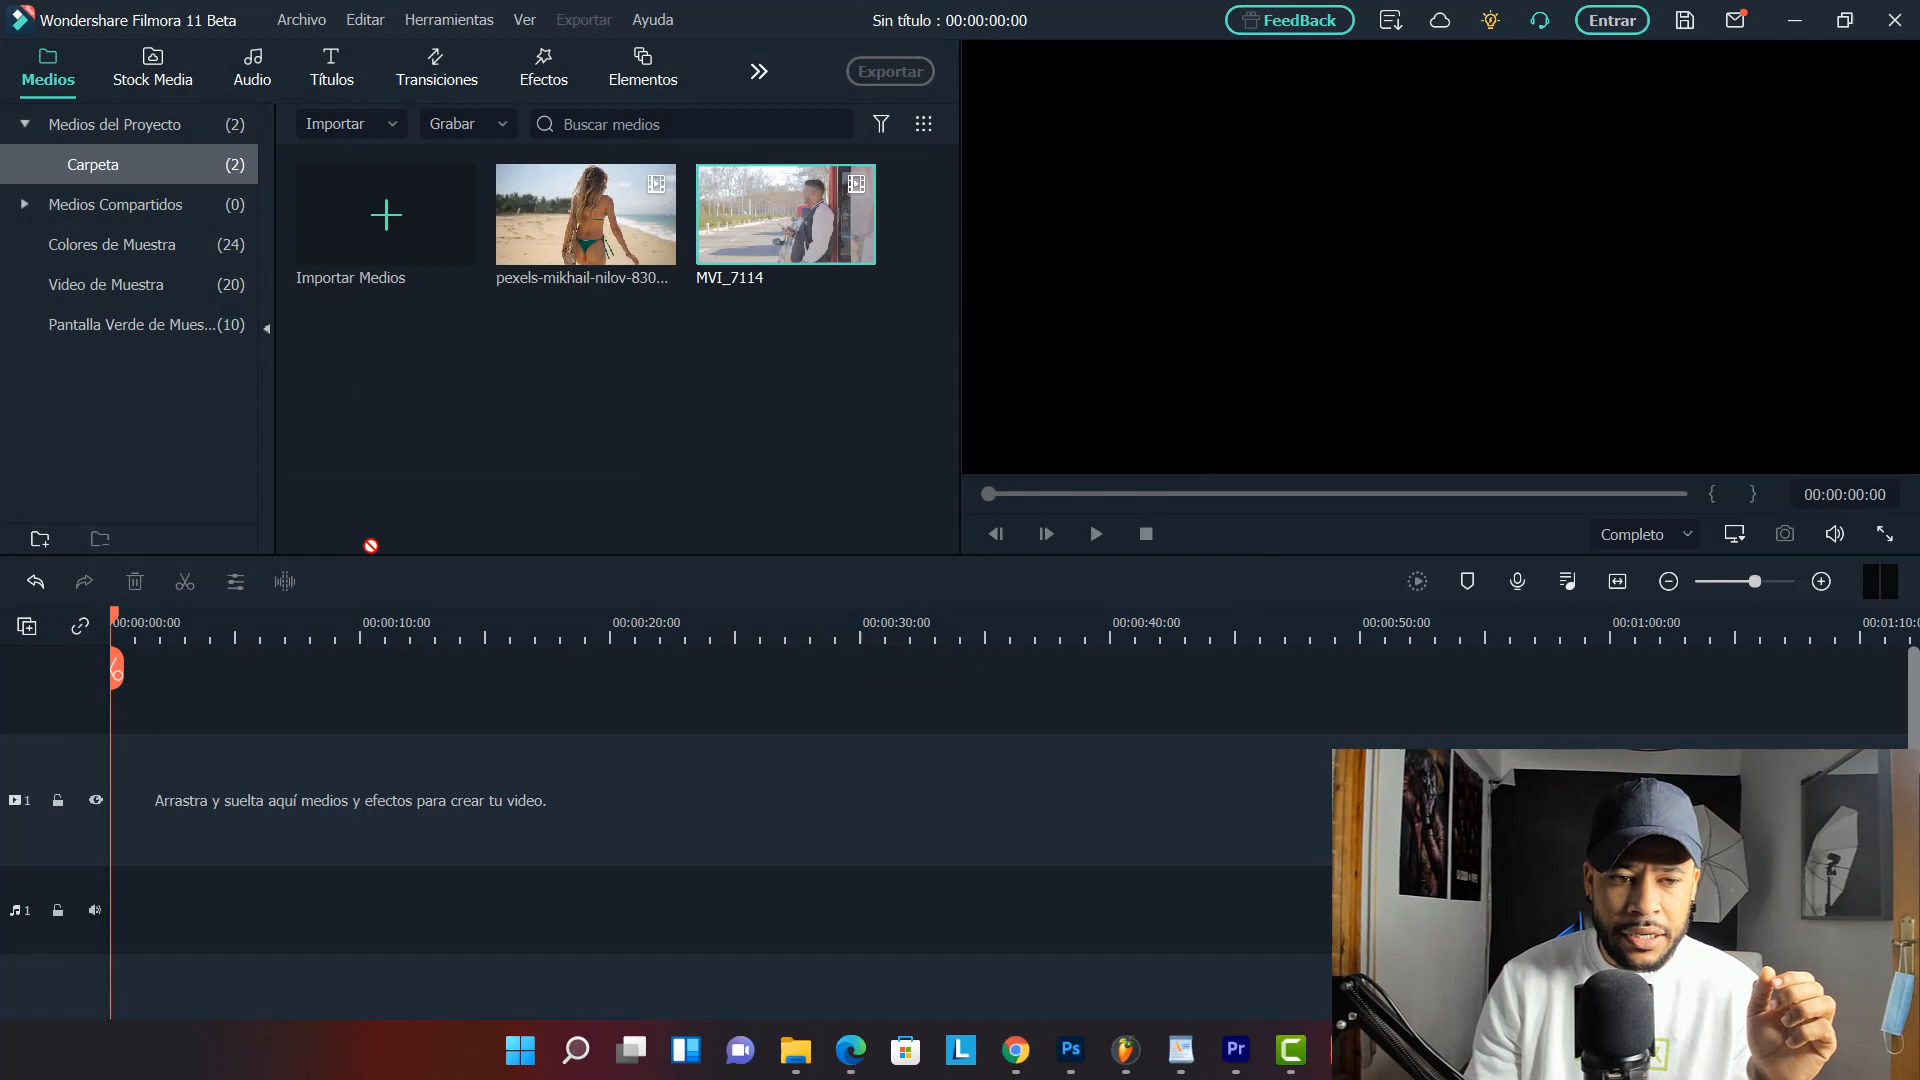 Wondershare Filmora 11 Beta
Archivo Editar Herramientas Ver Exportar Ayuda
Sin título : 00:00:00:00
FeedBack
Entrar
Medios
Stock Media
Audio
Títulos
Transiciones
Efectos
Elementos
Exportar
Medios del Proyecto (2)
Carpeta (2)
Medios Compartidos (0)
Colores de Muestra (24)
Video de Muestra (20)
Pantalla Verde de Mues... (10)
Importar
Grabar
Buscar medios
Importar Medios
pexels-mikhail-nilov-830...
MVI_7114
{ } 00:00:00:00
Completo
00:00:00:00 00:00:10:00 00:00:20:00 00:00:30:00 00:00:40:00 00:00:50:00 00:01:00:00 00:01:10:0
1
Arrastra y suelta aquí medios y efectos para crear tu video.
1
L
Ps
Pr
C